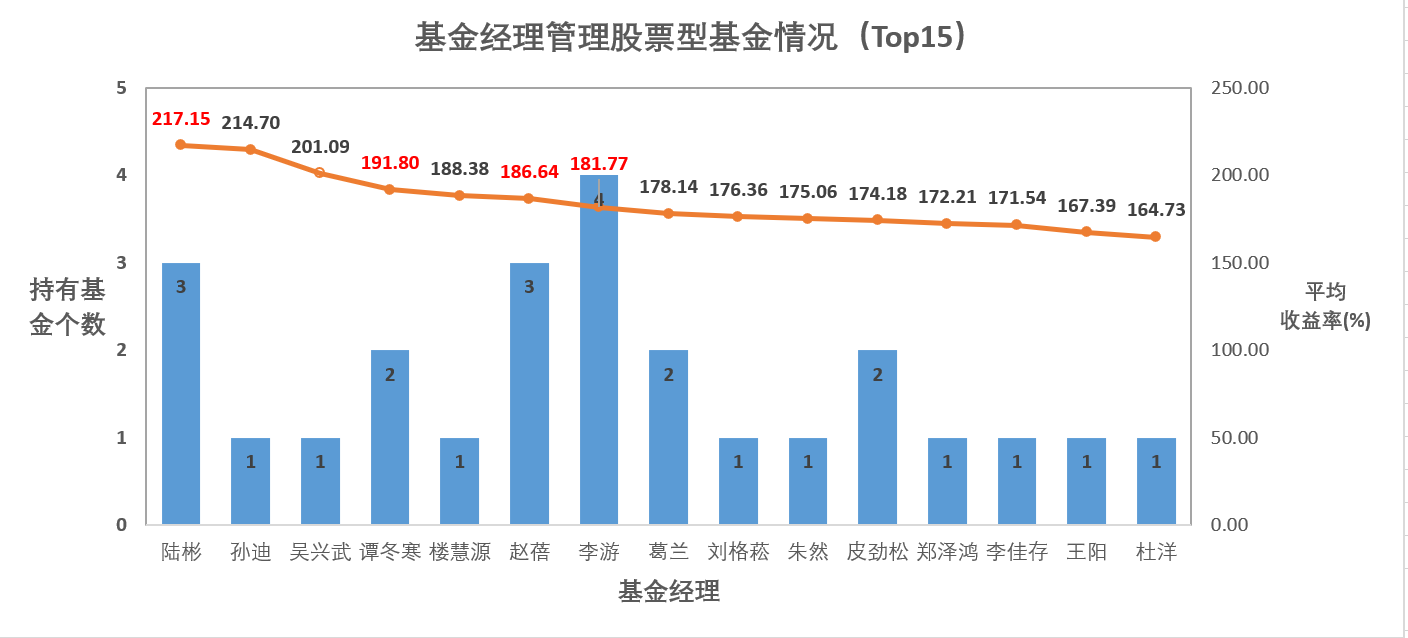 基金经理管理股票型基金情况（Top15）
5
250.00
217.15
214.70
201.09
191.80
188.38
186.64
181.77
178.14
176.36
175.06
174.18
172.21
171.54
167.39
164.73
4
200.00
4
3
150.00
持有基
金个数
3
3
平均
收益率(%)
2
100.00
2
2
2
1
50.00
1
1
1
1
1
1
1
1
1
0
0.00
陆彬
孙迪
吴兴武
谭冬寒
楼慧源
赵蓓
李游
葛兰
刘格菘
朱然
皮劲松
郑泽鸿
李佳存
王阳
杜洋
基金经理